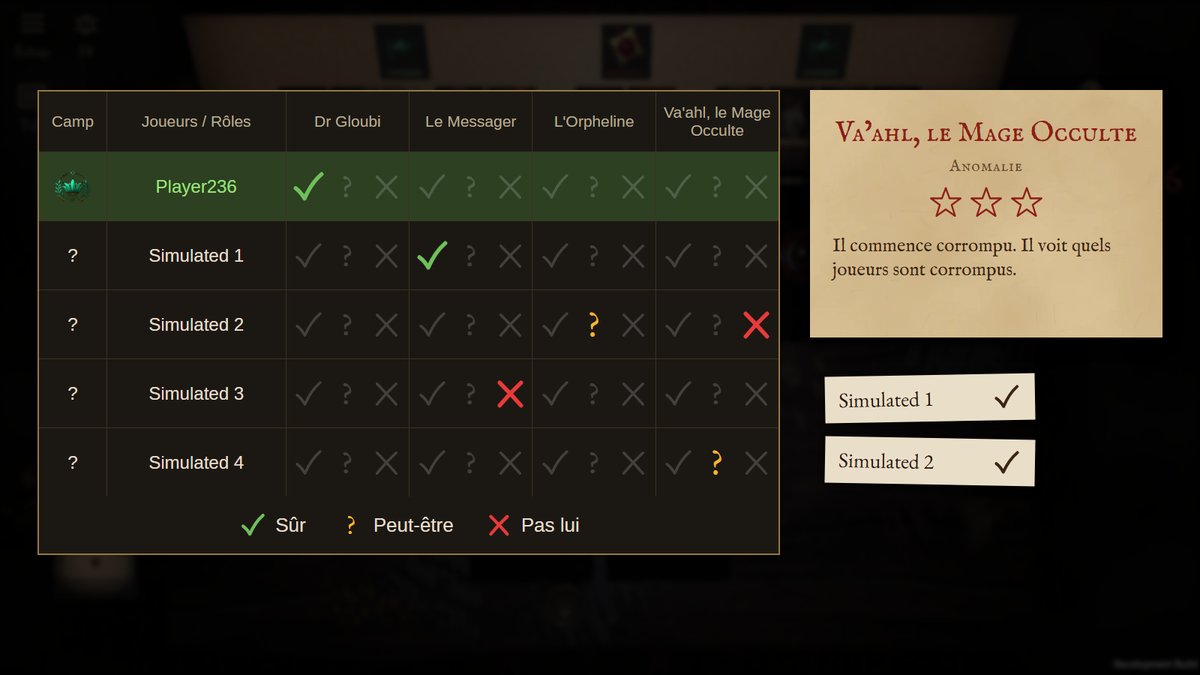 Camp Joueurs / Rôles Dr Gloubi Le Messager L'Orpheline Va'ahl, le Mage
Occulte
Player236
? Simulated 1
? Simulated 2
? Simulated 3
? Simulated 4
Sûr ? Peut-être Pas lui
Va'ahl, le Mage Occulte
Anomalie
Il commence corrompu. Il voit quels
joueurs sont corrompus.
Simulated 1
Simulated 2
Development Build